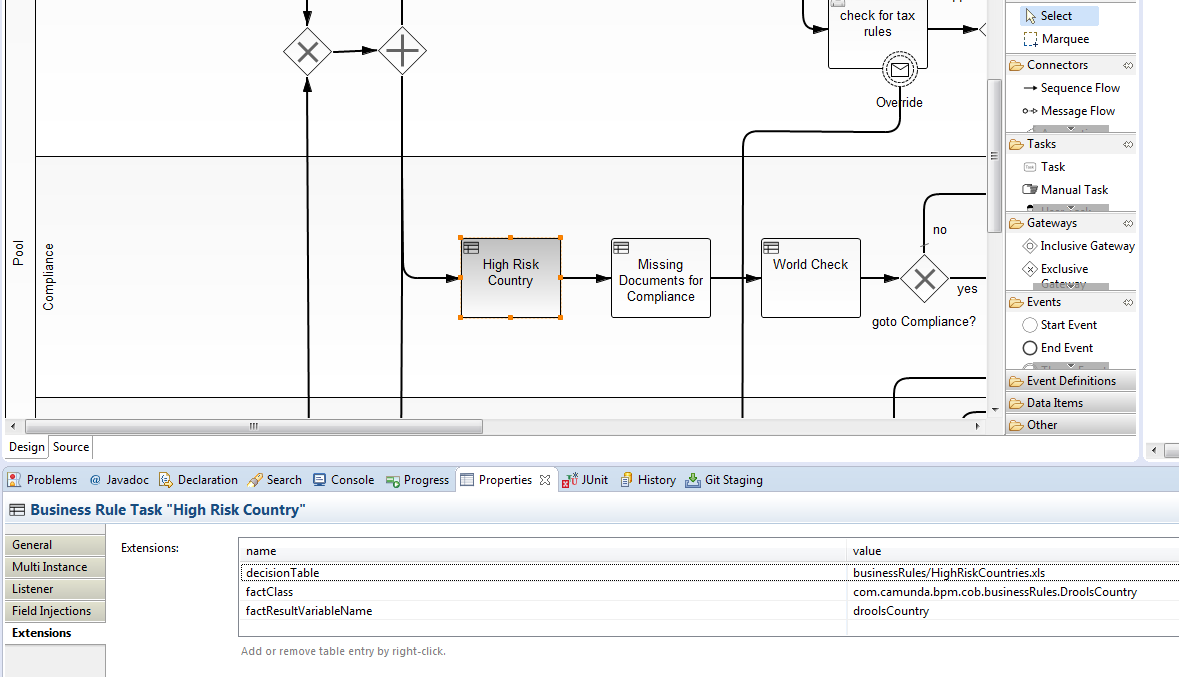 check for tax
rules
Override
Pool
Compliance
High Risk
Country
Missing
Documents for
Compliance
World Check
no
yes
goto Compliance?
Select
Marquee
Connectors
Sequence Flow
Message Flow
Tasks
Task
Manual Task
Gateways
Inclusive Gateway
Exclusive
Gateway
Events
Start Event
End Event
Event Definitions
Data Items
Other
Design Source
Problems @ Javadoc Declaration Search Console Progress Properties JUnit History Git Staging
Business Rule Task "High Risk Country"
General
Multi Instance
Listener
Field Injections
Extensions
Extensions:
name value
decisionTable businessRules/HighRiskCountries.xls
factClass com.camunda.bpm.cob.businessRules.DroolsCountry
factResultVariableName droolsCountry
Add or remove table entry by right-click.